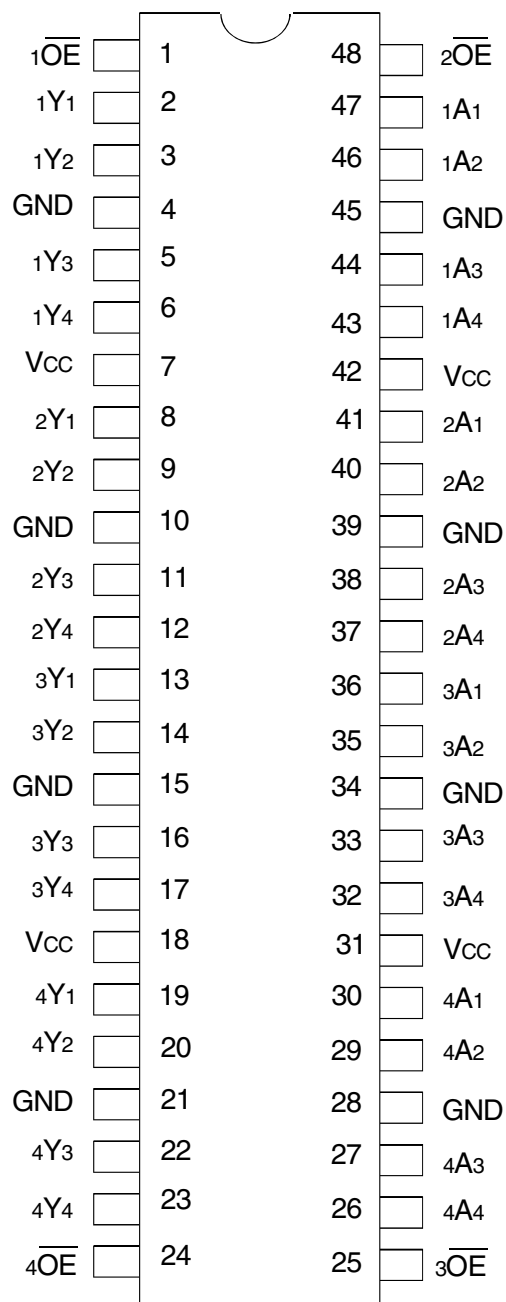 1OE 1 48 2OE
1Y1 2 47 1A1
1Y2 3 46 1A2
GND 4 45 GND
1Y3 5 44 1A3
1Y4 6 43 1A4
VCC 7 42 VCC
2Y1 8 41 2A1
2Y2 9 40 2A2
GND 10 39 GND
2Y3 11 38 2A3
2Y4 12 37 2A4
3Y1 13 36 3A1
3Y2 14 35 3A2
GND 15 34 GND
3Y3 16 33 3A3
3Y4 17 32 3A4
VCC 18 31 VCC
4Y1 19 30 4A1
4Y2 20 29 4A2
GND 21 28 GND
4Y3 22 27 4A3
4Y4 23 26 4A4
4OE 24 25 3OE